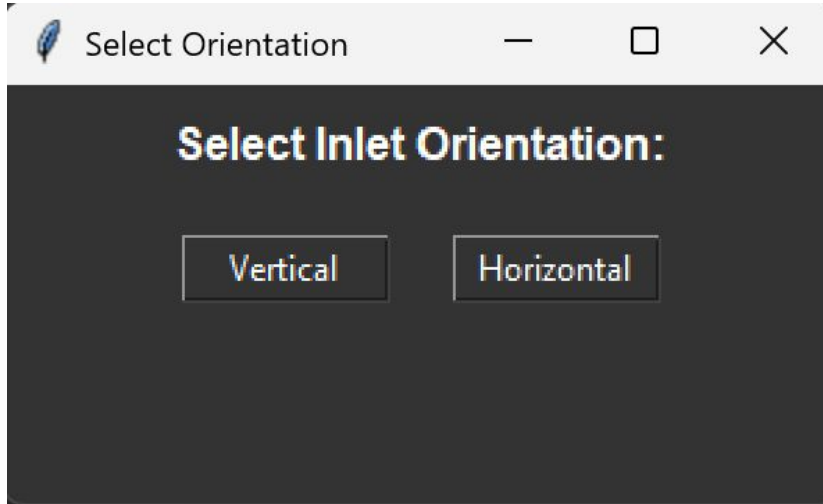 Select Orientation
Select Inlet Orientation:
Vertical Horizontal